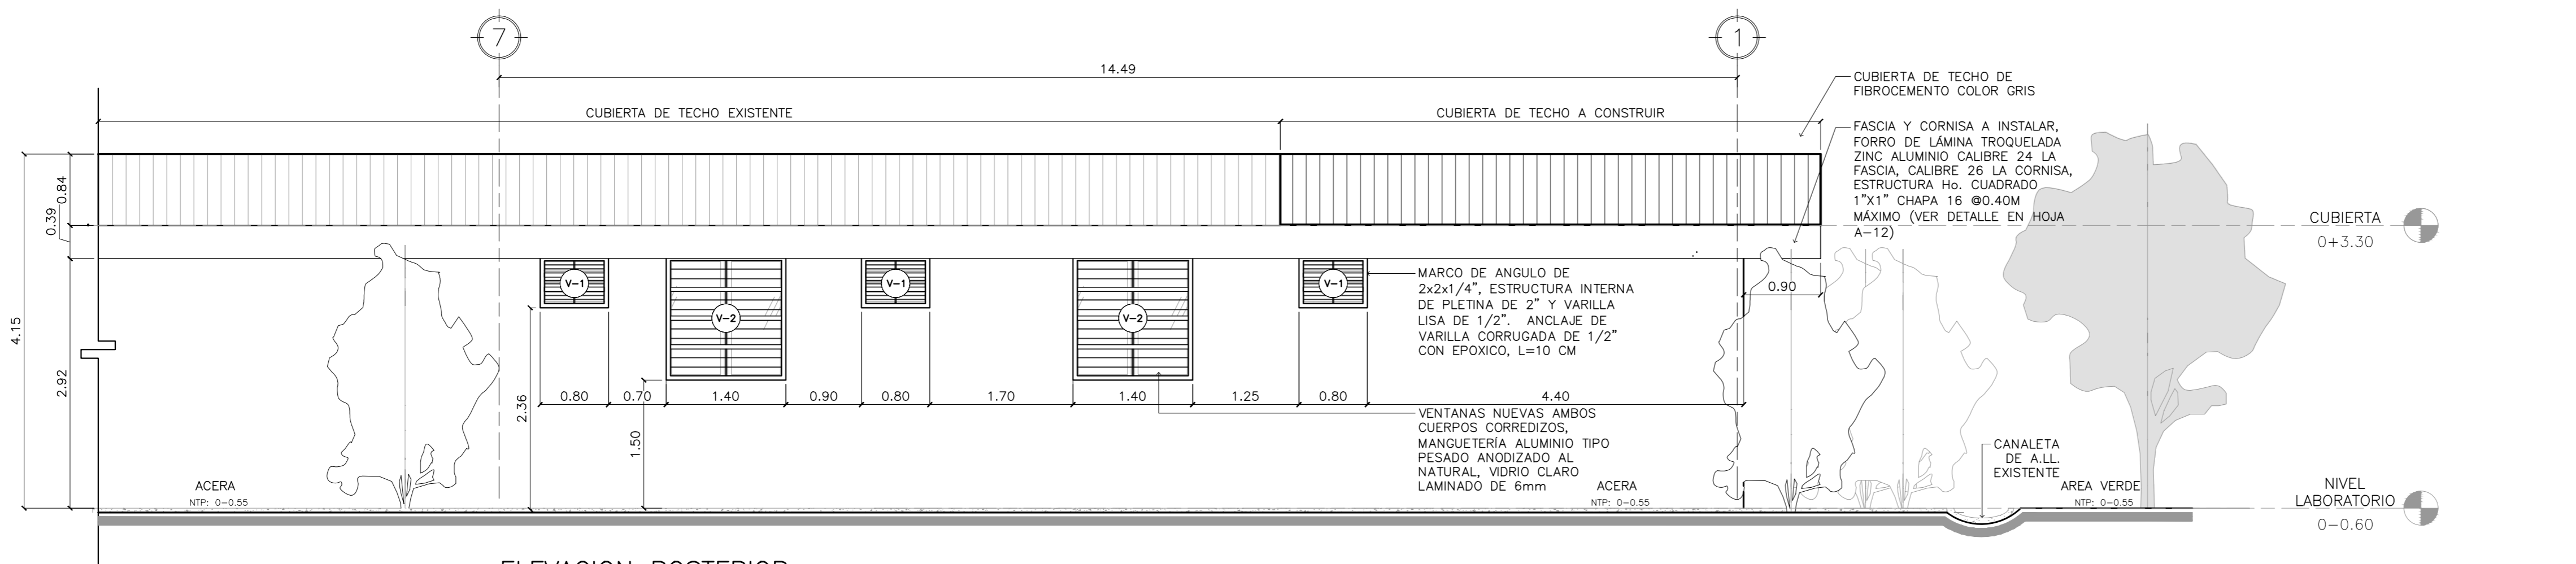 7
1
14.49
CUBIERTA DE TECHO EXISTENTE
CUBIERTA DE TECHO A CONSTRUIR
CUBIERTA DE TECHO DE
FIBROCEMENTO COLOR GRIS
FASCIA Y CORNISA A INSTALAR,
FORRO DE LÁMINA TROQUELADA
ZINC ALUMINIO CALIBRE 24 LA
FASCIA, CALIBRE 26 LA CORNISA,
ESTRUCTURA Ho. CUADRADO
1"X1" CHAPA 16 @0.40M
MÁXIMO (VER DETALLE EN HOJA
A-12)
CUBIERTA
0+3.30
0.84
0.39
4.15
2.92
V-1
V-2
V-1
V-2
V-1
MARCO DE ANGULO DE
2x2x1/4", ESTRUCTURA INTERNA
DE PLETINA DE 2" Y VARILLA
LISA DE 1/2". ANCLAJE DE
VARILLA CORRUGADA DE 1/2"
CON EPOXICO, L=10 CM
0.90
2.36
0.80
0.70
1.40
0.90
0.80
1.70
1.40
1.25
0.80
4.40
1.50
VENTANAS NUEVAS AMBOS
CUERPOS CORREDIZOS,
MANGUETERÍA ALUMINIO TIPO
PESADO ANODIZADO AL
NATURAL, VIDRIO CLARO
LAMINADO DE 6mm
ACERA
NTP: 0-0.55
ACERA
NTP: 0-0.55
CANALETA
DE A.LL.
EXISTENTE
AREA VERDE
NTP: 0-0.55
NIVEL
LABORATORIO
0-0.60
ELEVACION POSTERIOR